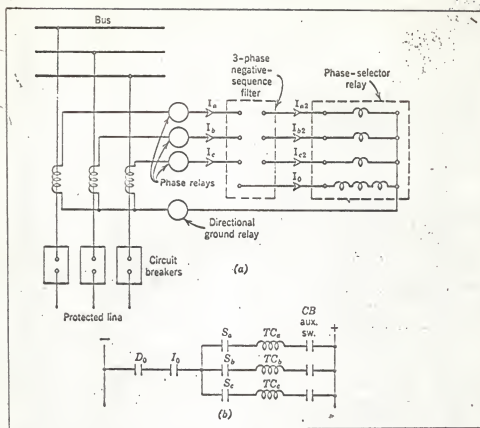 Bus
3-phase
negative-
sequence
filter
Phase-selector
relay
Ia
Ia2
Ib
Ib2
Ic
Ic2
Phase relays
I0
Directional
ground relay
Circuit
breakers
(a)
Protected line
CB
aux.
sw.
Sa
TCa
+
−
D0
I0
Sb
TCb
Sc
TCc
(b)